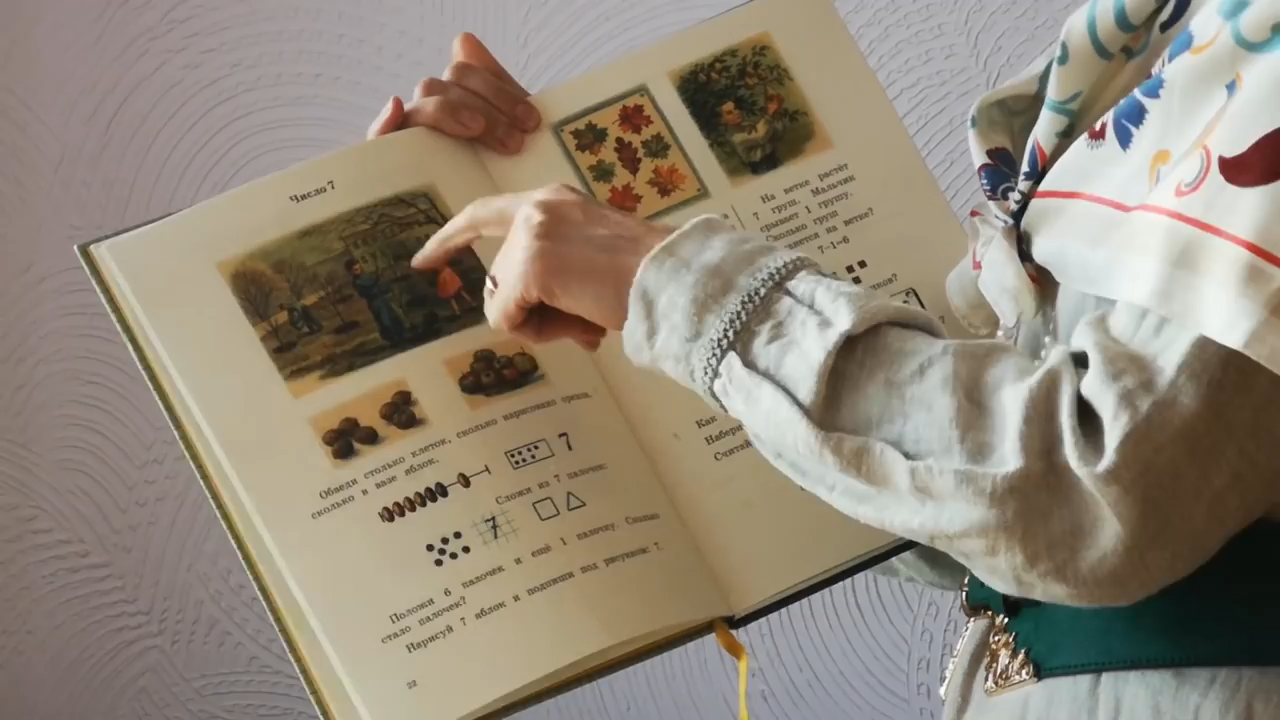 Число 7
Обведи столько клеток, сколько нарисовано орехов,
сколько в вазе яблок.
7
Сложи из 7 палочек:
7
Положи 6 палочек и ещё 1 палочку. Сколько
стало палочек?
Нарисуй 7 яблок и подпиши под рисунком: 7.
22
На ветке растёт
7 груш. Мальчик
срывает 1 грушу.
Сколько груш
на ветке?
7−1=6
Как
Считай